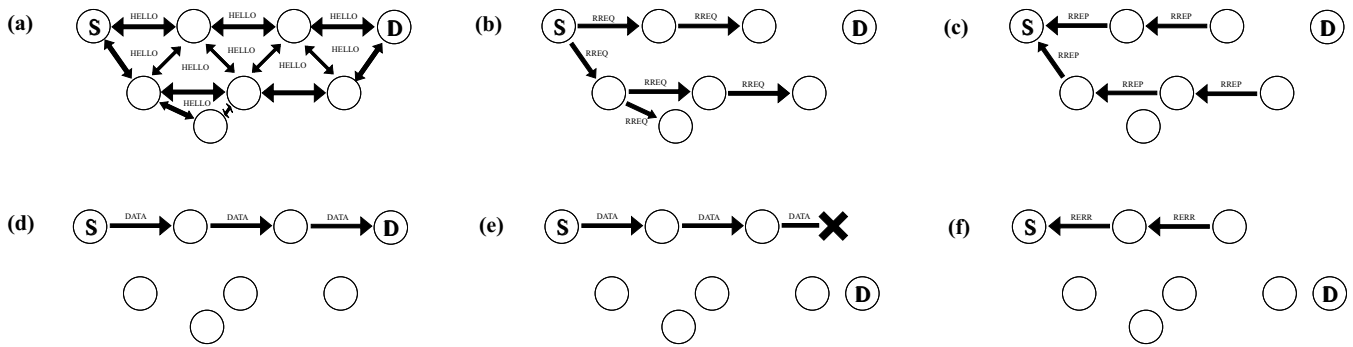 (a)
S HELLO HELLO HELLO D
HELLO HELLO HELLO
HELLO HELLO
HELLO
(b)
S RREQ RREQ D
RREQ
RREQ RREQ
RREQ
(c)
S RREP RREP D
RREP
RREP RREP
(d)
S DATA DATA DATA D
(e)
S DATA DATA DATA
D
(f)
S RERR RERR
D